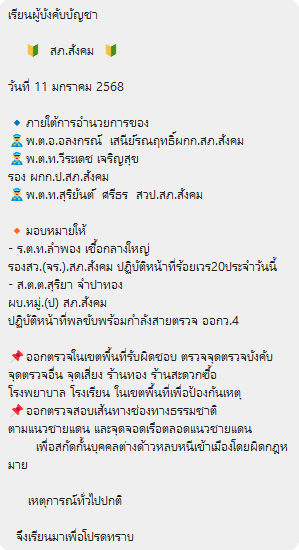 เรียนผู้บังคับบัญชา
🔰 สภ.สังคม 🔰
วันที่ 11 มกราคม 2568
🔹ภายใต้การอำนวยการของ
👮พ.ต.อ.อลงกรณ์ เสนีย์รณฤทธิ์ผกก.สภ.สังคม
👮พ.ต.ท.วีระเดช เจริญสุข
รอง ผกก.ป.สภ.สังคม
👮พ.ต.ท.สุริยันต์ ศรีธร สวป.สภ.สังคม
🔸มอบหมายให้
- ร.ต.ท.ลำพอง เชื้อกลางใหญ่
รองสว.(จร.).สภ.สังคม ปฏิบัติหน้าที่ร้อยเวร20ประจำวันนี้
- ส.ต.ต.สุริยา จำปาทอง
ผบ.หมู่.(ป) สภ.สังคม
ปฏิบัติหน้าที่พลขับพร้อมกำลังสายตรวจ ออกว.4
📌ออกตรวจในเขตพื้นที่รับผิดชอบ ตรวจจุดตรวจบังคับ
จุดตรวจอื่น จุดเสี่ยง ร้านทอง ร้านสะดวกซื้อ
โรงพยาบาล โรงเรียน ในเขตพื้นที่เพื่อป้องกันเหตุ
📌ออกตรวจสอบเส้นทางช่องทางธรรมชาติ
ตามแนวชายแดน และจุดจอดเรือตลอดแนวชายแดน
เพื่อสกัดกั้นบุคคลต่างด้าวหลบหนีเข้าเมืองโดยผิดกฎห
มาย
เหตุการณ์ทั่วไปปกติ
จึงเรียนมาเพื่อโปรดทราบ